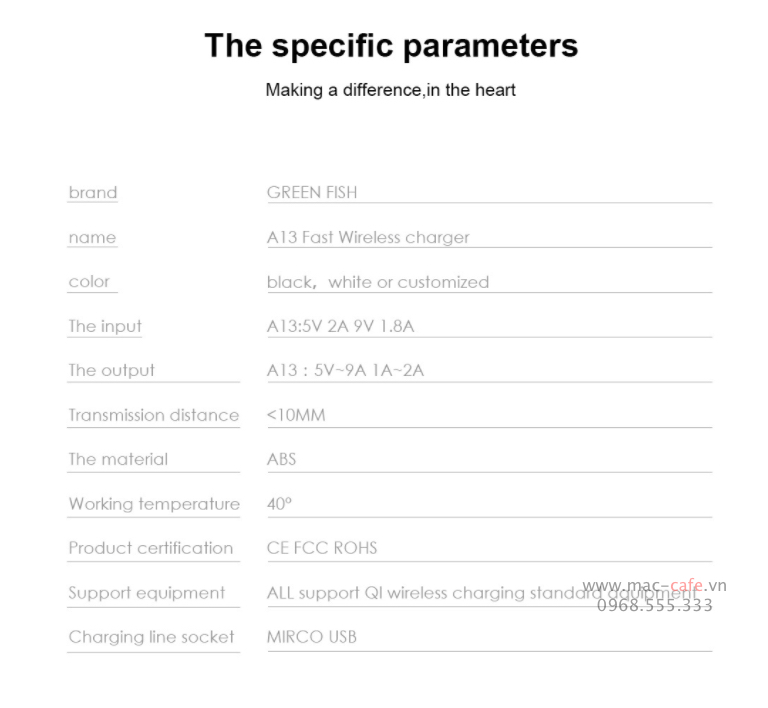 The specific parameters
Making a difference,in the heart
brand GREEN FISH
name A13 Fast Wireless charger
color black, white or customized
The input A13:5V 2A 9V 1.8A
The output A13 : 5V~9A 1A~2A
Transmission distance <10MM
The material ABS
Working temperature 40°
Product certification CE FCC ROHS
www.mac-cafe.vn
Support equipment ALL support QI wireless charging standard
0968.555.333
Charging line socket MIRCO USB